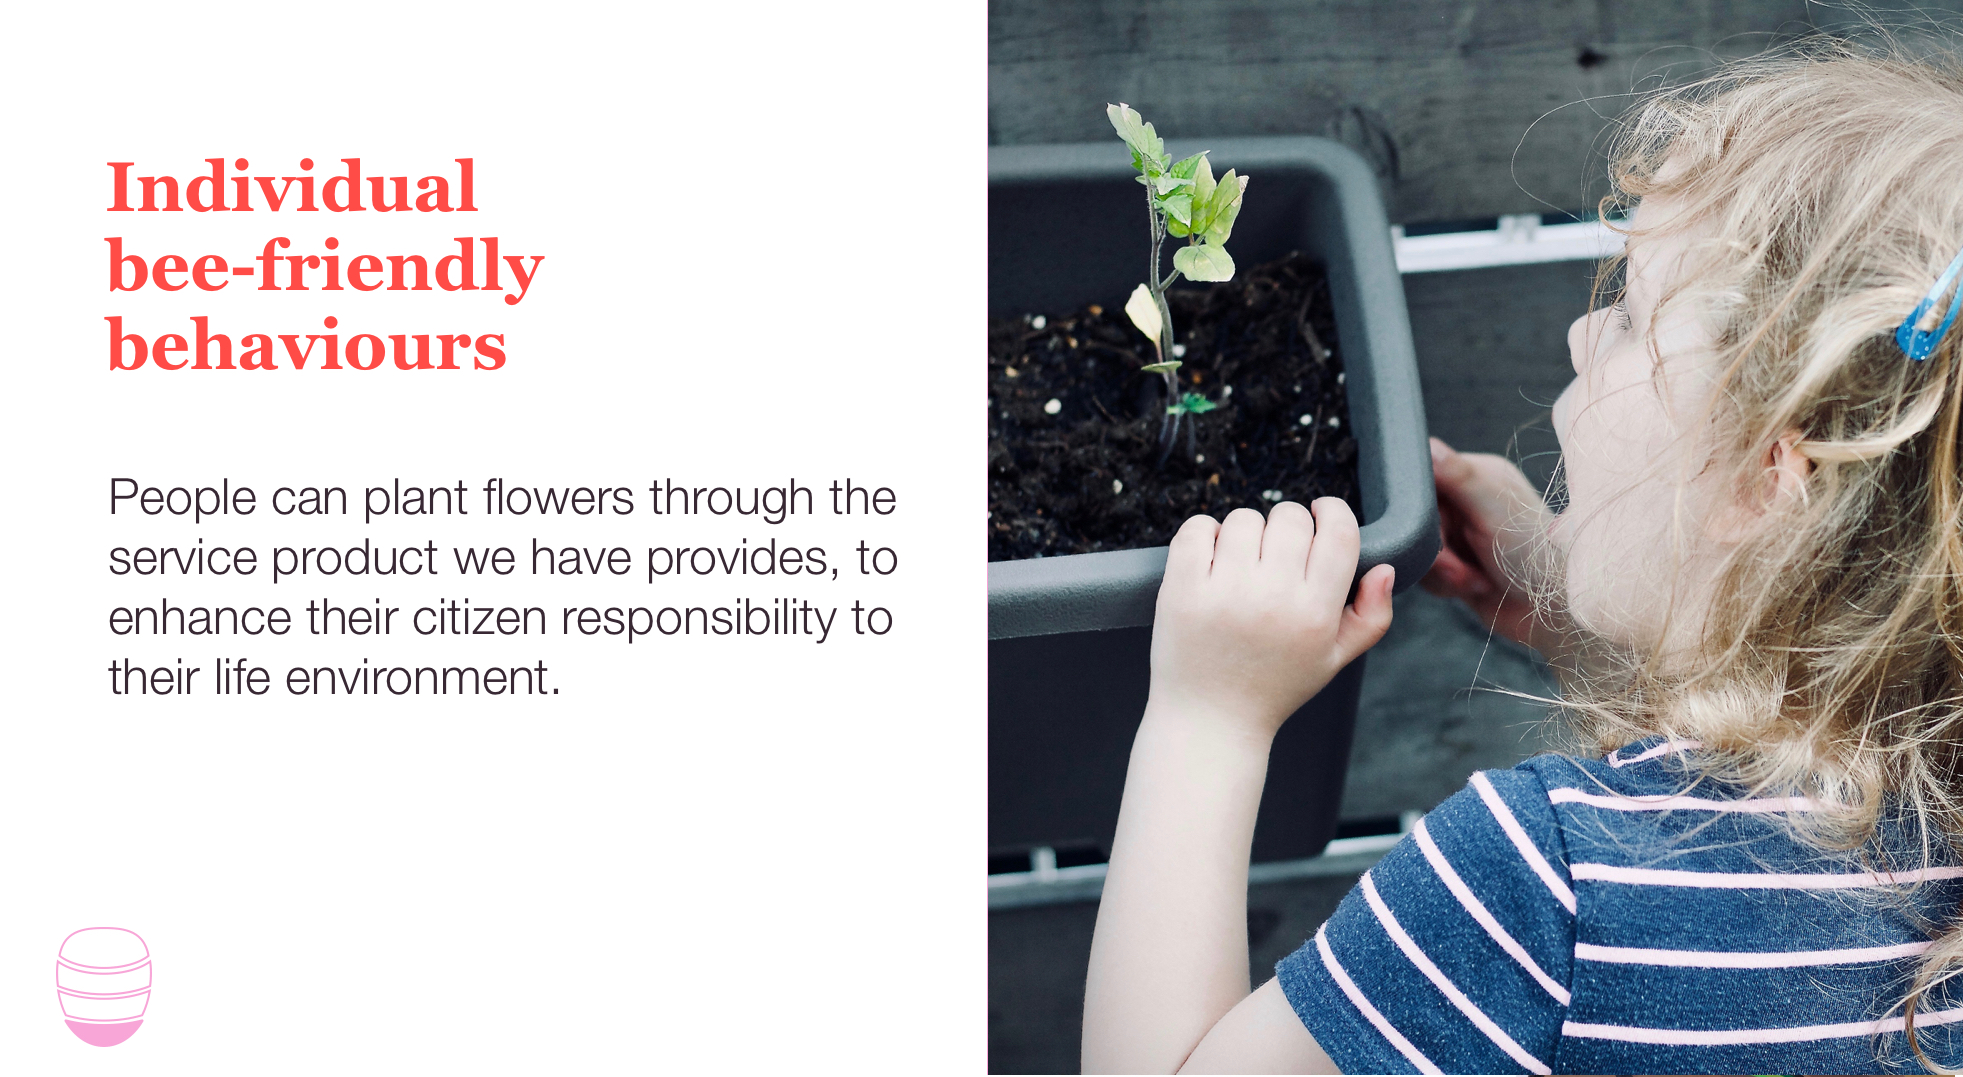 Individual
bee-friendly
behaviours
People can plant flowers through the
service product we have provides, to
enhance their citizen responsibility to
their life environment.